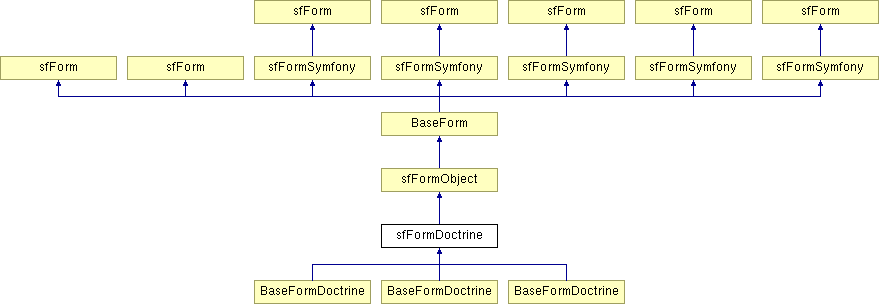 sfForm sfForm sfForm sfForm sfForm
sfForm sfForm sfFormSymfony sfFormSymfony sfFormSymfony sfFormSymfony sfFormSymfony
BaseForm
sfFormObject
sfFormDoctrine
BaseFormDoctrine BaseFormDoctrine BaseFormDoctrine